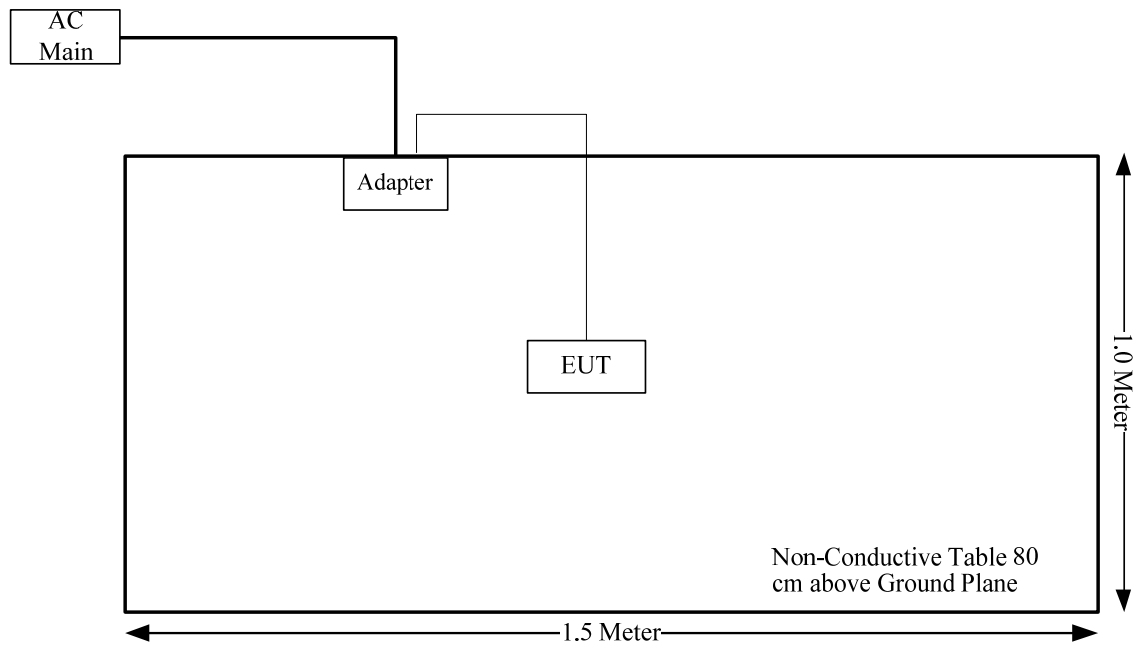 AC
Main
Adapter
EUT
1.0 Meter
Non-Conductive Table 80
cm above Ground Plane
1.5 Meter